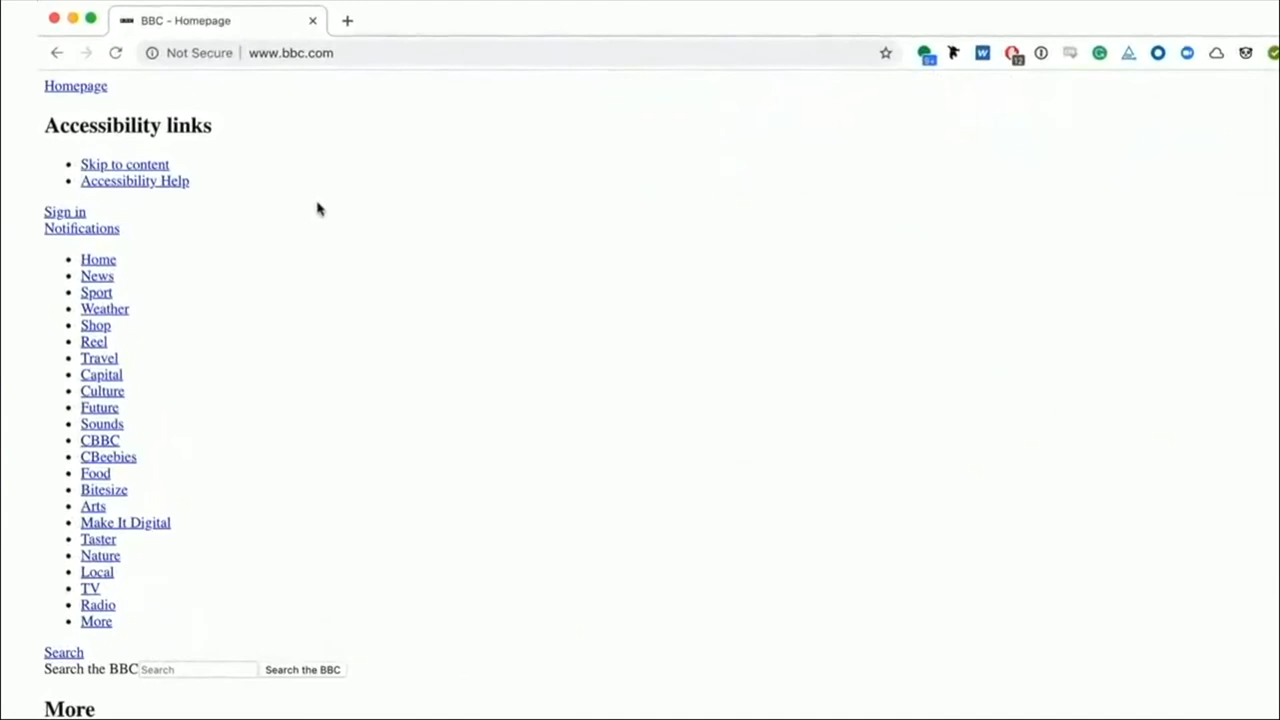 BBC - Homepage
Not Secure | www.bbc.com
9+
12
Homepage
Accessibility links
Skip to content
Accessibility Help
Sign in
Notifications
Home
News
Sport
Weather
Shop
Reel
Travel
Capital
Culture
Future
Sounds
CBBC
CBeebies
Food
Bitesize
Arts
Make It Digital
Taster
Nature
Local
TV
Radio
More
Search
Search the BBC Search Search the BBC
More